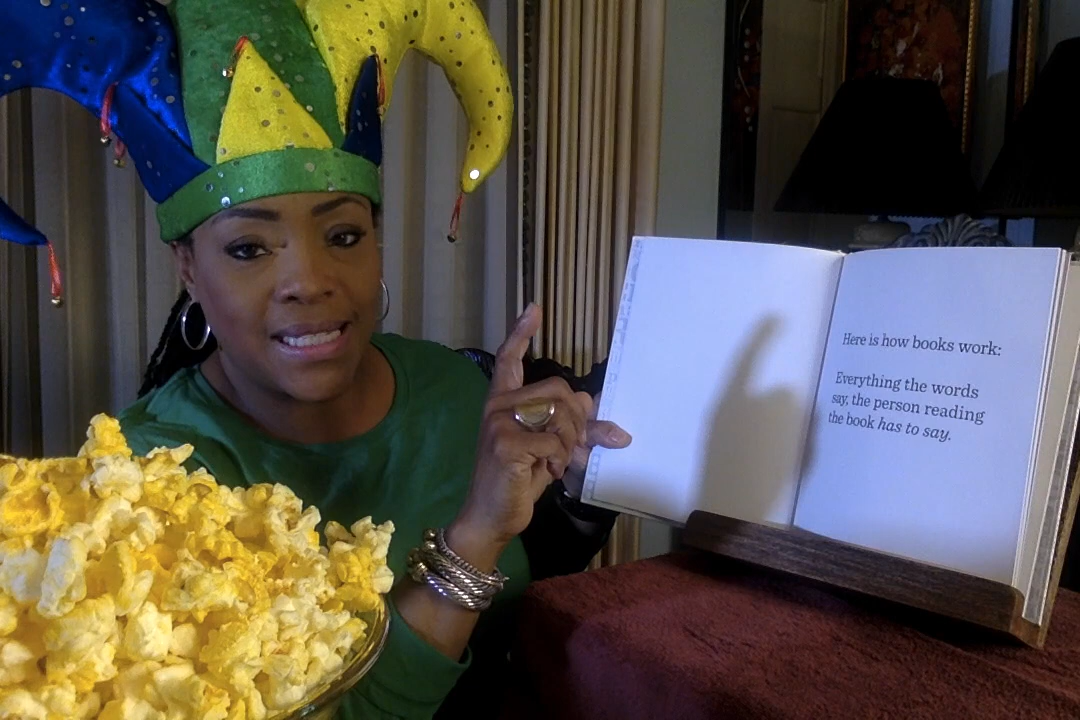 Here is how books work:
Everything the words
say, the person reading
the book has to say.